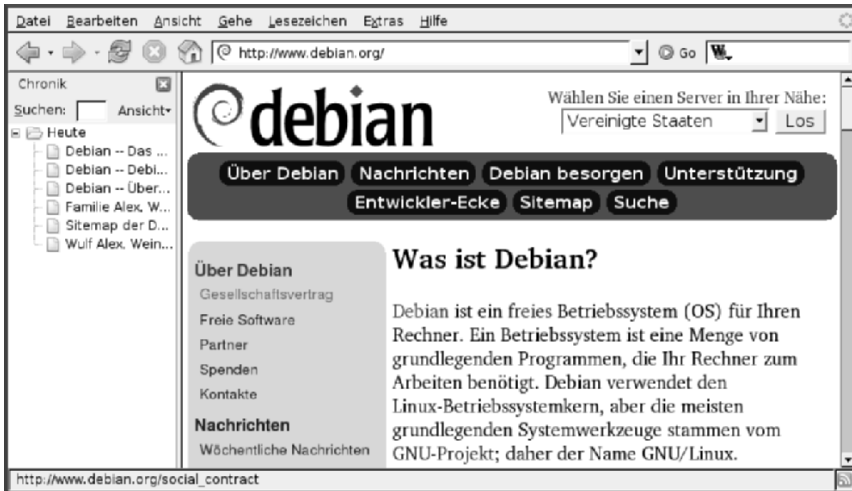 Datei Bearbeiten Ansicht Gehe Lesezeichen Extras Hilfe
http://www.debian.org/ Go W.
Chronik
Suchen: Ansicht
Heute
Debian -- Das ...
Debian -- Debi...
Debian -- Über...
Familie Alex, W...
Sitemap der D...
Wulf Alex, Wein...
debian
Wählen Sie einen Server in Ihrer Nähe:
Vereinigte Staaten Los
Über Debian Nachrichten Debian besorgen Unterstützung
Entwickler-Ecke Sitemap Suche
Über Debian
Gesellschaftsvertrag
Freie Software
Partner
Spenden
Kontakte
Nachrichten
Wöchentliche Nachrichten
Was ist Debian?
Debian ist ein freies Betriebssystem (OS) für Ihren
Rechner. Ein Betriebssystem ist eine Menge von
grundlegenden Programmen, die Ihr Rechner zum
Arbeiten benötigt. Debian verwendet den
Linux-Betriebssystemkern, aber die meisten
grundlegenden Systemwerkzeuge stammen vom
GNU-Projekt; daher der Name GNU/Linux.
http://www.debian.org/social_contract